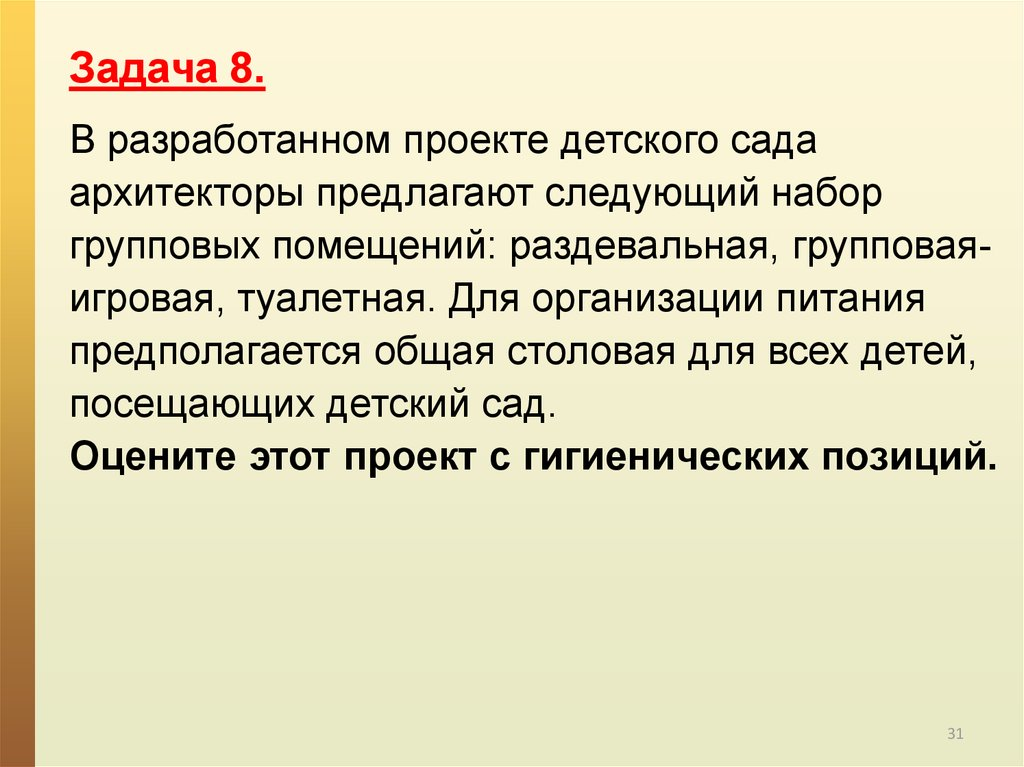 Задача 8.
В разработанном проекте детского сада
архитекторы предлагают следующий набор
групповых помещений: раздевальная, групповая-
игровая, туалетная. Для организации питания
предполагается общая столовая для всех детей,
посещающих детский сад.
Оцените этот проект с гигиенических позиций.
31